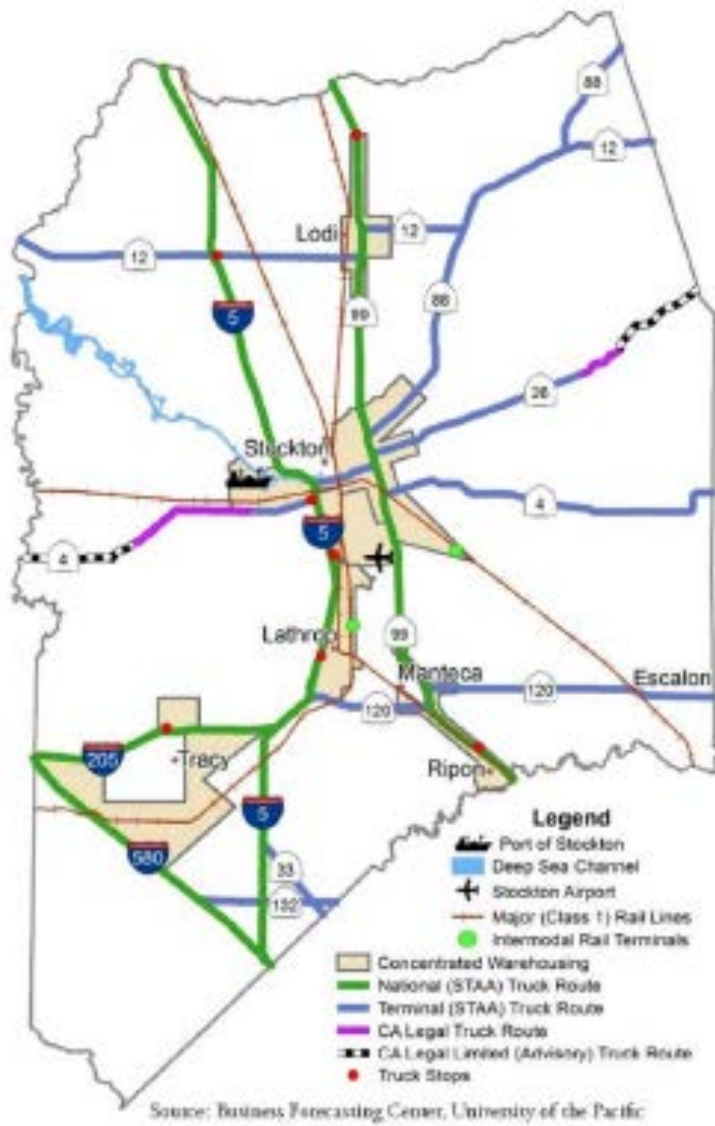 88
12
Lodi
12
12
5
99
88
26
Stockton
4
5
4
Lathrop
99
Manteca
Escalon
120
120
205
Tracy
Ripon
5
580
33
132
Legend
Port of Stockton
Deep Sea Channel
Stockton Airport
Major (Class 1) Rail Lines
Intermodal Rail Terminals
Concentrated Warehousing
National (STAA) Truck Route
Terminal (STAA) Truck Route
CA Legal Truck Route
CA Legal Limited (Advisory) Truck Route
Truck Stops
Source: Business Forecasting Center, University of the Pacific